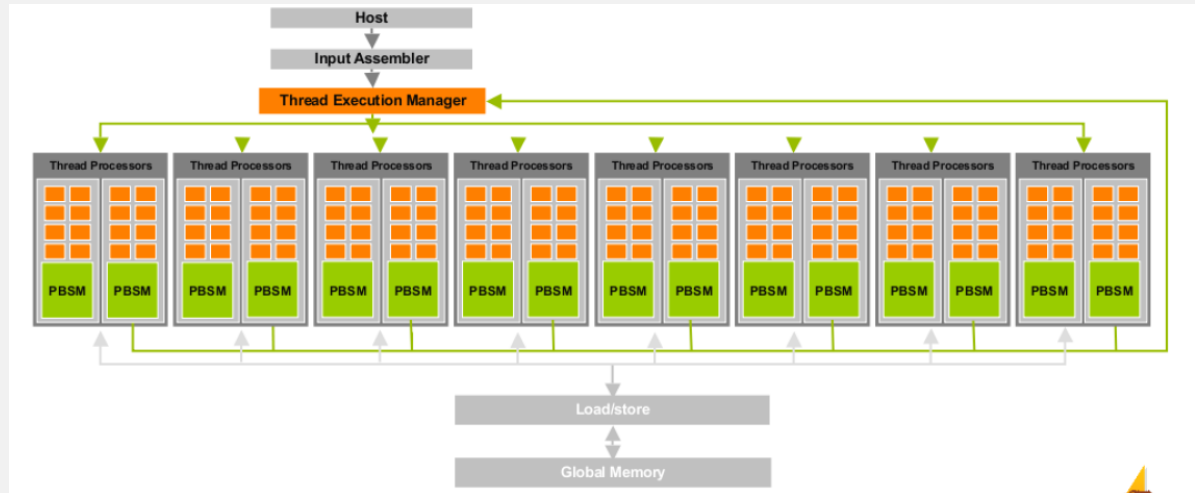 Host
Input Assembler
Thread Execution Manager
Thread Processors Thread Processors Thread Processors Thread Processors Thread Processors Thread Processors Thread Processors Thread Processors
PBSM PBSM PBSM PBSM PBSM PBSM PBSM PBSM PBSM PBSM PBSM PBSM PBSM PBSM PBSM PBSM
Load/store
Global Memory